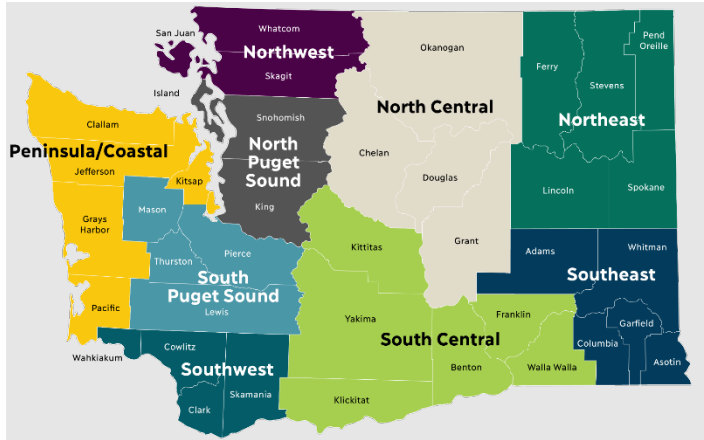 San Juan
Whatcom
Northwest
Skagit
Island
Okanogan
Ferry
Stevens
Pend
Oreille
Northeast
North Central
Snohomish
North
Puget
Sound
King
Clallam
Peninsula/Coastal
Jefferson
Kitsap
Chelan
Douglas
Lincoln
Spokane
Mason
Grays
Harbor
Kittitas
Grant
Adams
Whitman
Southeast
Pierce
Thurston
South
Puget Sound
Lewis
Pacific
Yakima
South Central
Franklin
Benton
Walla Walla
Columbia
Garfield
Asotin
Wahkiakum
Cowlitz
Southwest
Clark
Skamania
Klickitat